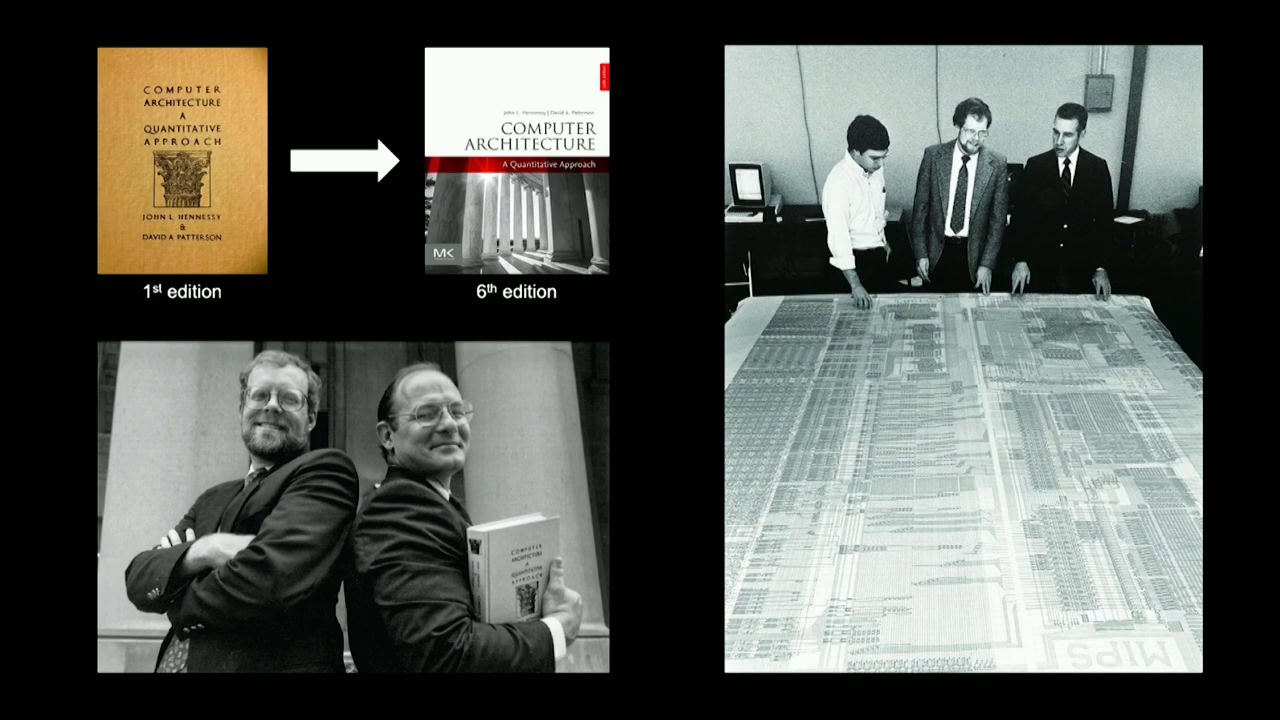 COMPUTER
ARCHITECTURE
A
QUANTITATIVE
APPROACH
JOHN L HENNESSY
&
DAVID A PATTERSON
1st edition
John L. Hennessy | David A. Patterson
COMPUTER
ARCHITECTURE
A Quantitative Approach
MK
6th edition
COMPUTER
ARCHITECTURE
A
QUANTITATIVE
APPROACH
MIPS